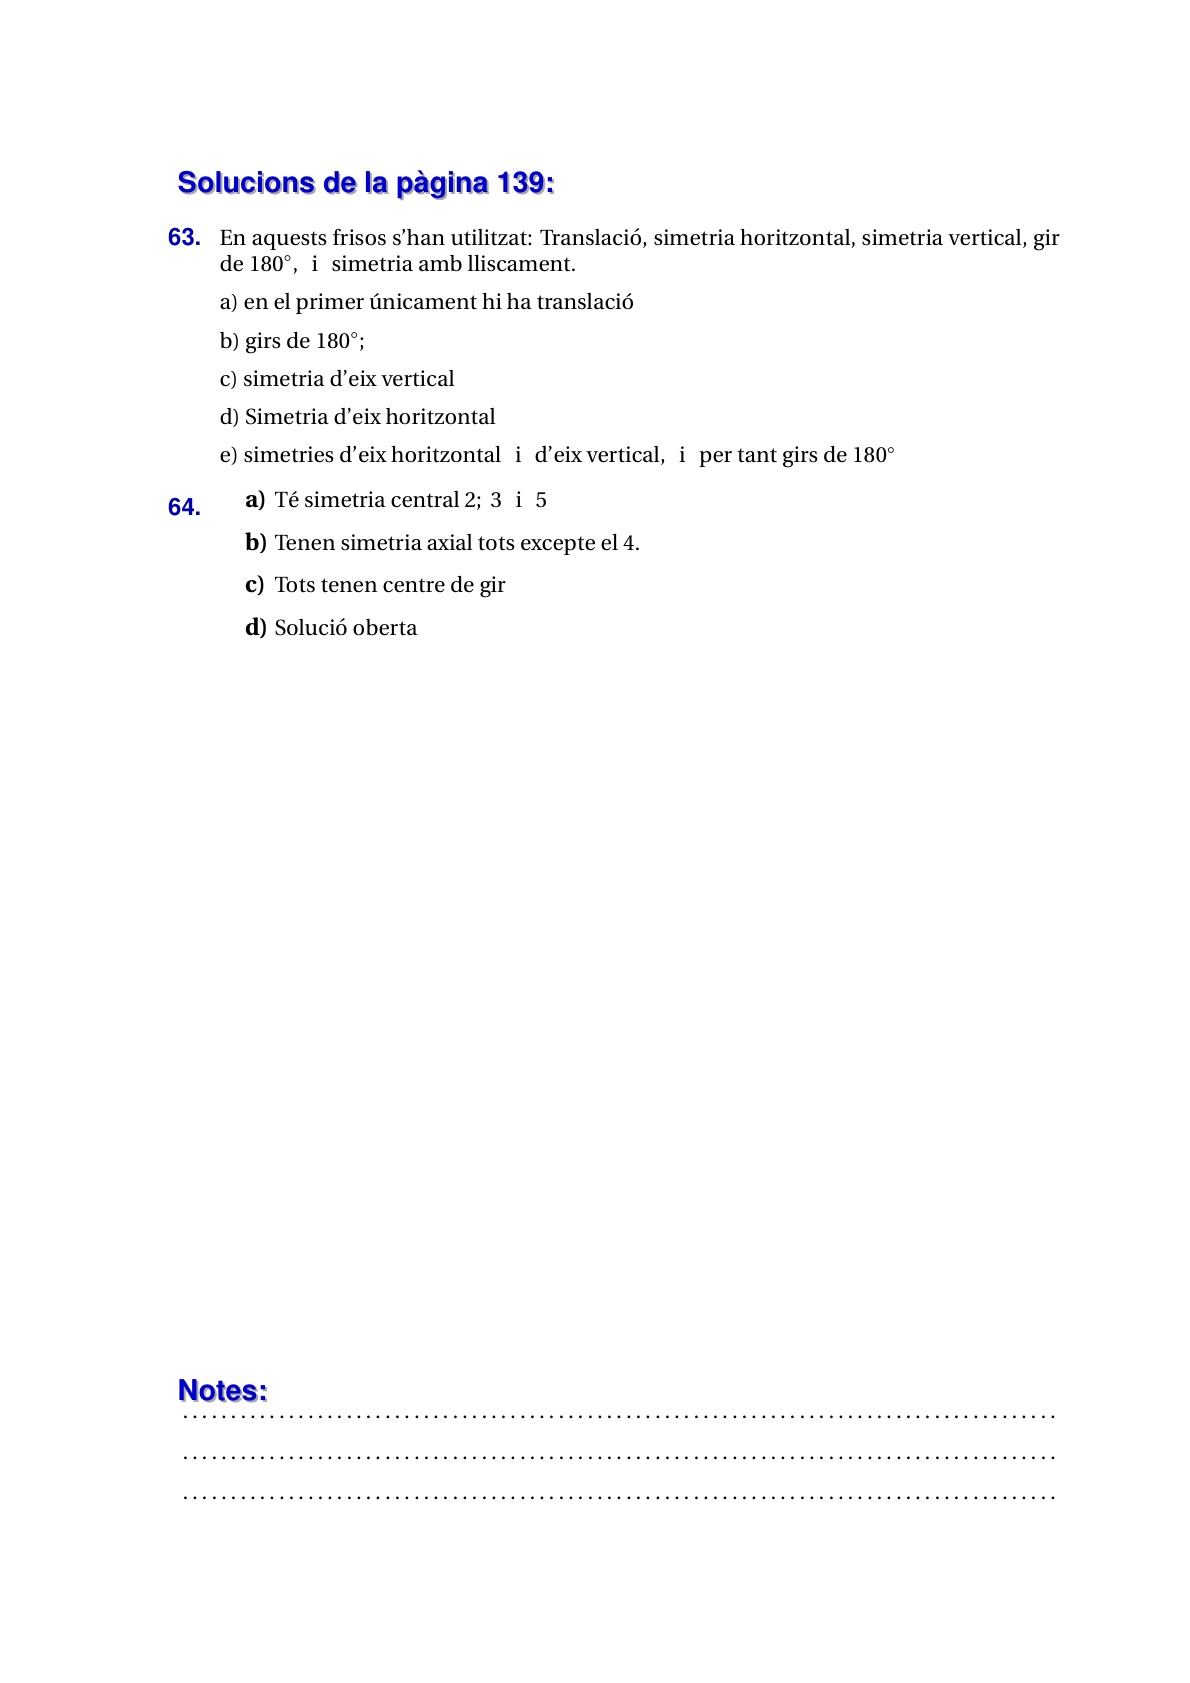 Solucions de la pàgina 139:
63. En aquests frisos s'han utilitzat: Translació, simetria horitzontal, simetria vertical, gir
de 180°, i simetria amb lliscament.
a) en el primer únicament hi ha translació
b) girs de 180°;
c) simetria d'eix vertical
d) Simetria d'eix horitzontal
e) simetries d'eix horitzontal i d'eix vertical, i per tant girs de 180°
64. a) Té simetria central 2; 3 i 5
b) Tenen simetria axial tots excepte el 4.
c) Tots tenen centre de gir
d) Solució oberta
Notes: